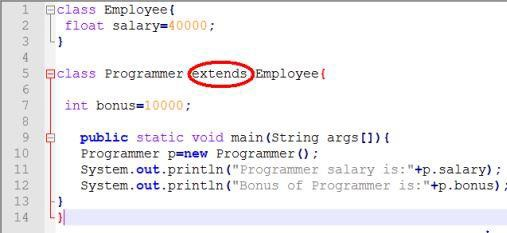 1 class Employee{
2 float salary=40000;
3 }
4
5 class Programmer extends Employee{
6
7 int bonus=10000;
8
9 public static void main(String args[]){
10 Programmer p=new Programmer();
11 System.out.println("Programmer salary is:"+p.salary);
12 System.out.println("Bonus of Programmer is:"+p.bonus);
13 }
14 }